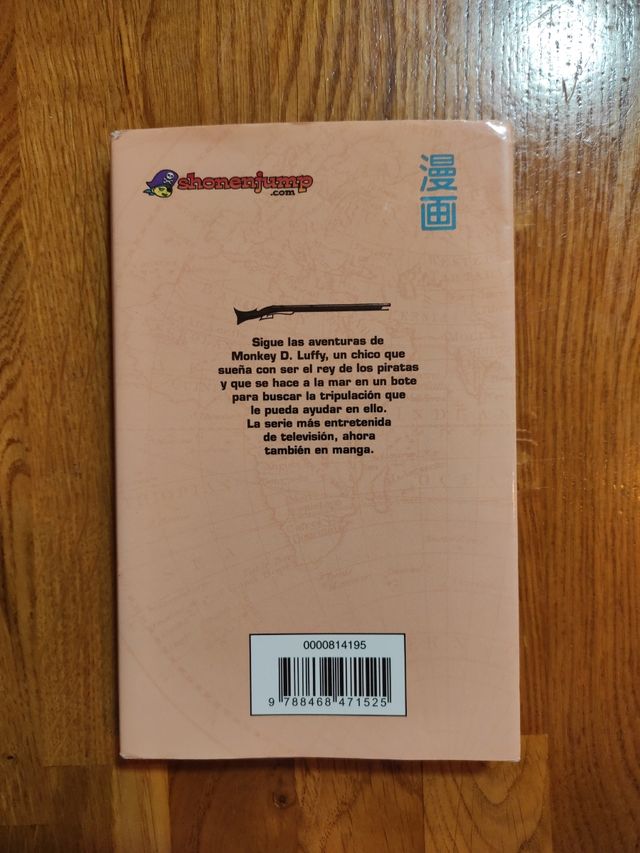 shonenjump
.com
漫画
Sigue las aventuras de
Monkey D. Luffy, un chico que
sueña con ser el rey de los piratas
y que se hace a la mar en un bote
para buscar la tripulación que
le pueda ayudar en ello.
La serie más entretenida
de televisión, ahora
también en manga.
0000814195
9 788468 471525